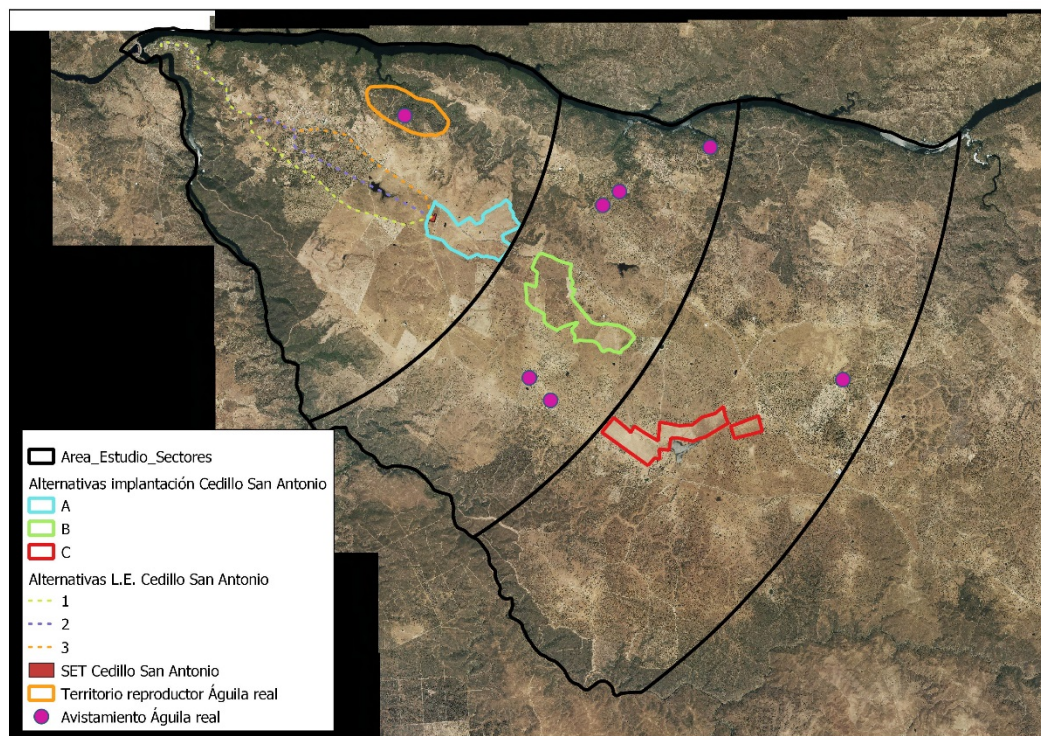 Area_Estudio_Sectores
Alternativas implantación Cedillo San Antonio
A
B
C
Alternativas L.E. Cedillo San Antonio
1
2
3
SET Cedillo San Antonio
Territorio reproductor Águila real
Avistamiento Águila real